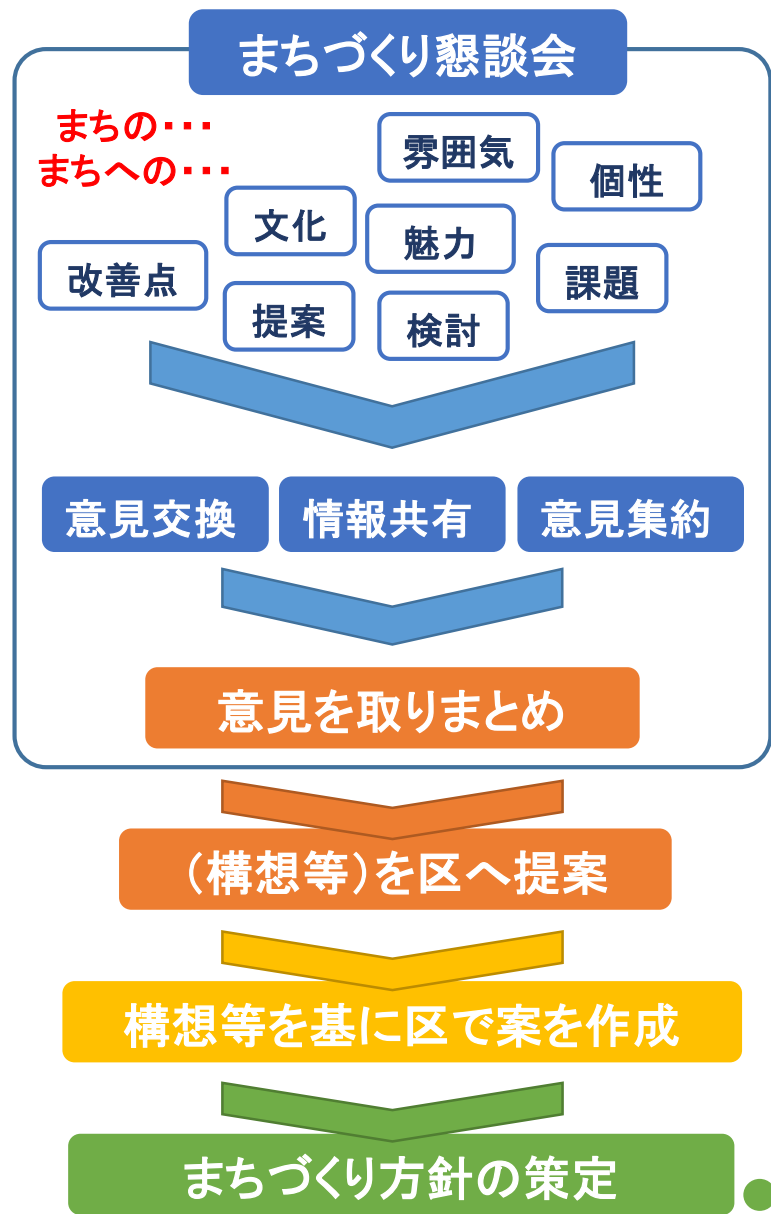 まちづくり懇談会
まちの・・・
まちへの・・・
雰囲気
個性
文化
魅力
改善点
課題
提案
検討
意見交換
情報共有
意見集約
意見を取りまとめ
（構想等）を区へ提案
構想等を基に区で案を作成
まちづくり方針の策定